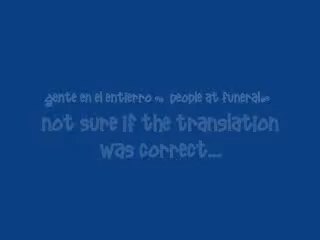 gente en el entierro = people at funeral=
not sure if the translation
was correct...